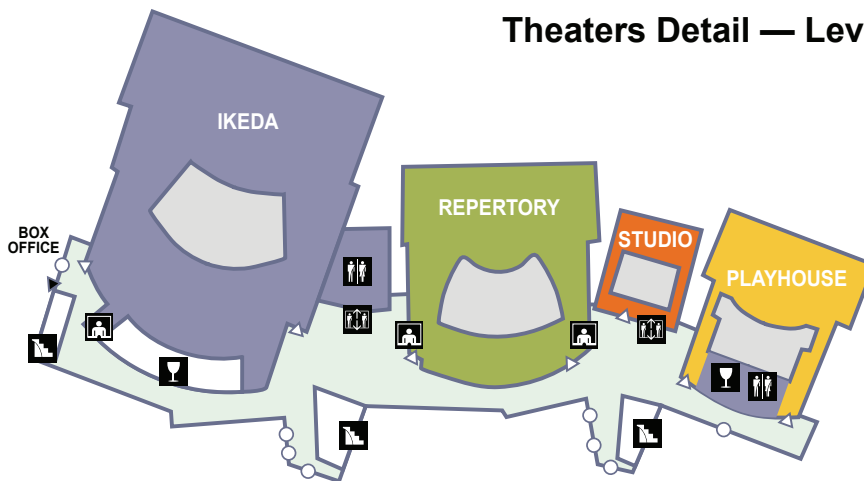 Theaters Detail — Lev
IKEDA
REPERTORY
BOX
OFFICE
STUDIO
PLAYHOUSE